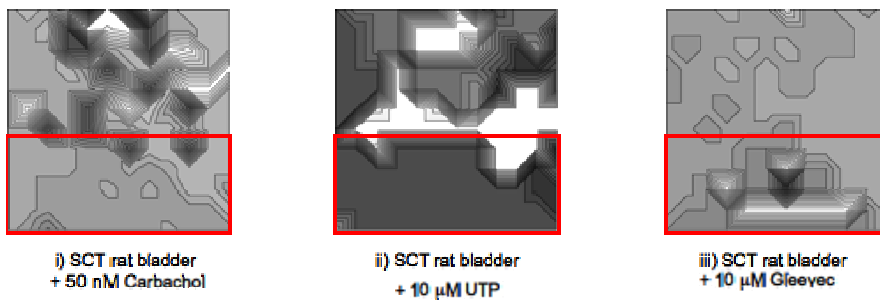 i) SCT rat bladder
+ 50 nM Carbachol
ii) SCT rat bladder
+ 10 µM UTP
iii) SCT rat bladder
+ 10 µM Gleevec